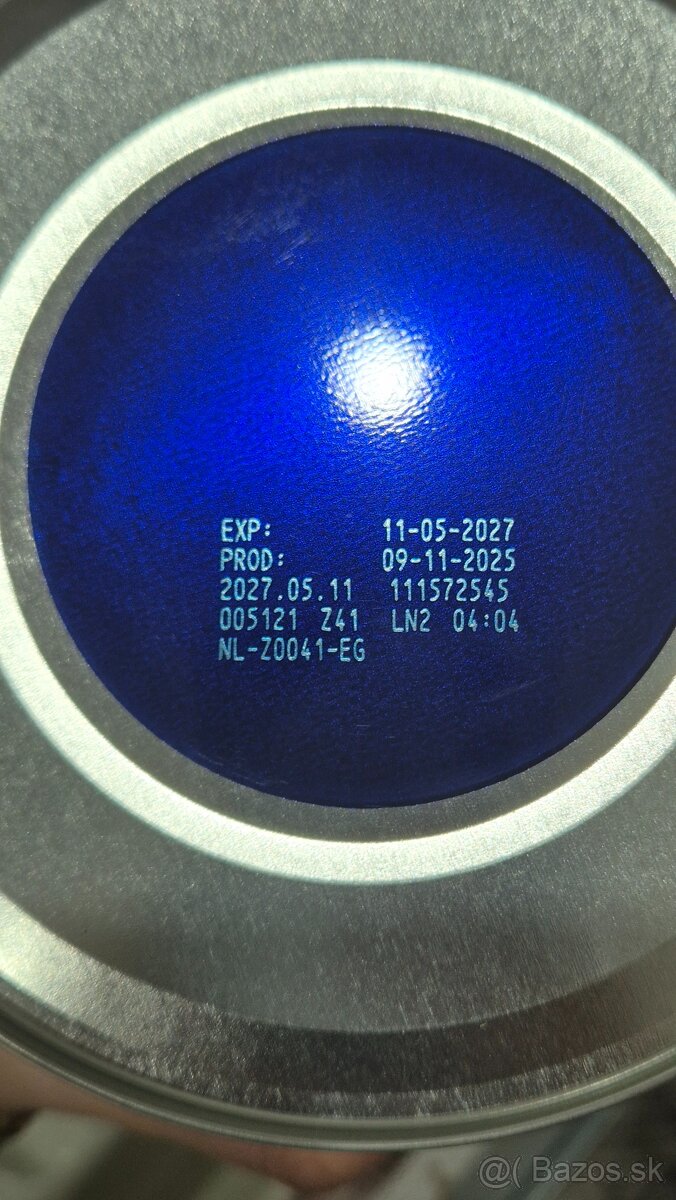 EXP: 11-05-2027
PROD: 09-11-2025
2027.05.11 111572545
005121 Z41 LN2 04:04
NL-Z0041-EG
@( Bazos.sk